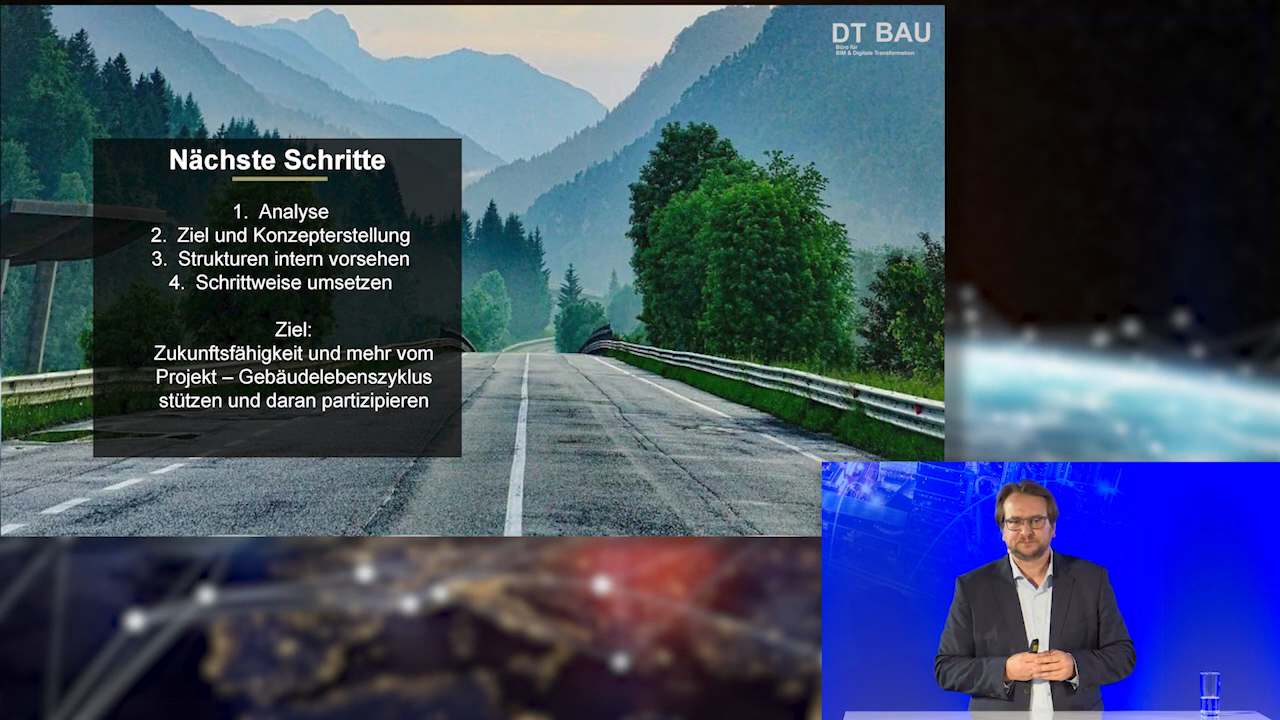 DT BAU
Büro für
BIM & Digitale Transformation
Nächste Schritte
1. Analyse
2. Ziel und Konzepterstellung
3. Strukturen intern vorsehen
4. Schrittweise umsetzen
Ziel:
Zukunftsfähigkeit und mehr vom
Projekt – Gebäudelebenszyklus
stützen und daran partizipieren